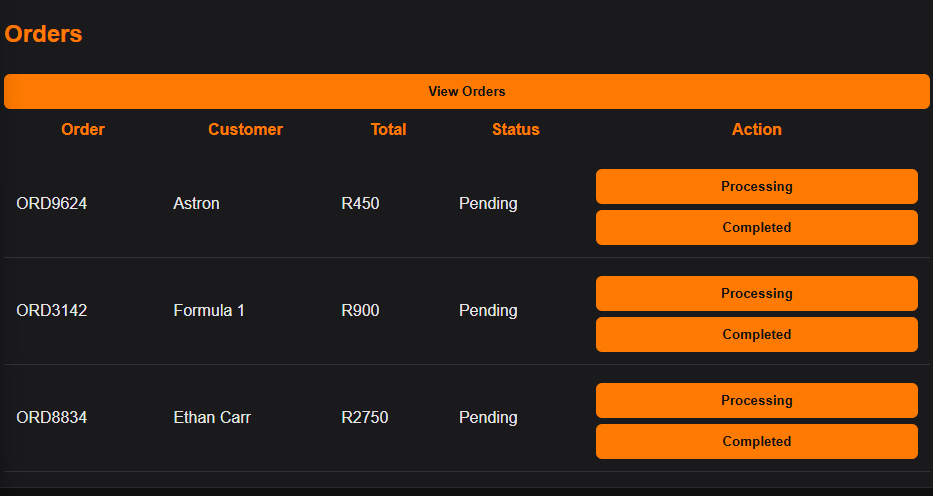 Orders
View Orders
Order Customer Total Status Action
ORD9624 Astron R450 Pending Processing
Completed
ORD3142 Formula 1 R900 Pending Processing
Completed
ORD8834 Ethan Carr R2750 Pending Processing
Completed